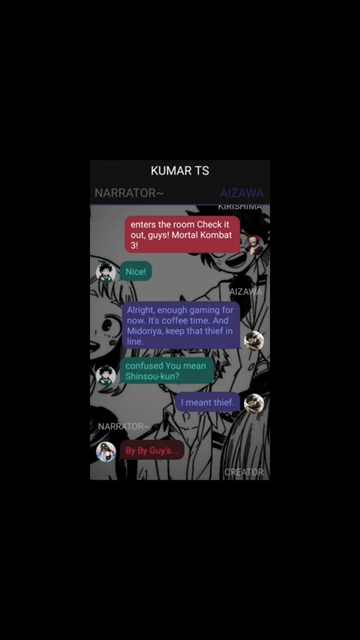 KUMAR TS
NARRATOR~ AIZAWA
KIRISHIMA
enters the room Check it
out, guys! Mortal Kombat
3!
Nice!
AIZAWA
Alright, enough gaming for
now. It's coffee time. And
Midoriya, keep that thief in
line.
confused You mean
Shinsou-kun?
I meant thief.
NARRATOR~
By By Guy's...
CREATOR